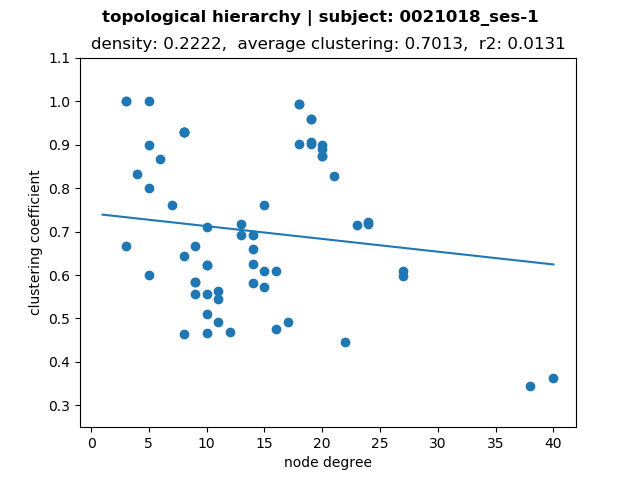 topological hierarchy | subject: 0021018_ses-1
density: 0.2222,  average clustering: 0.7013,  r2: 0.0131
1.1
1.0
0.9
0.8
0.7
0.6
0.5
0.4
0.3
clustering coefficient
0 5 10 15 20 25 30 35 40
node degree